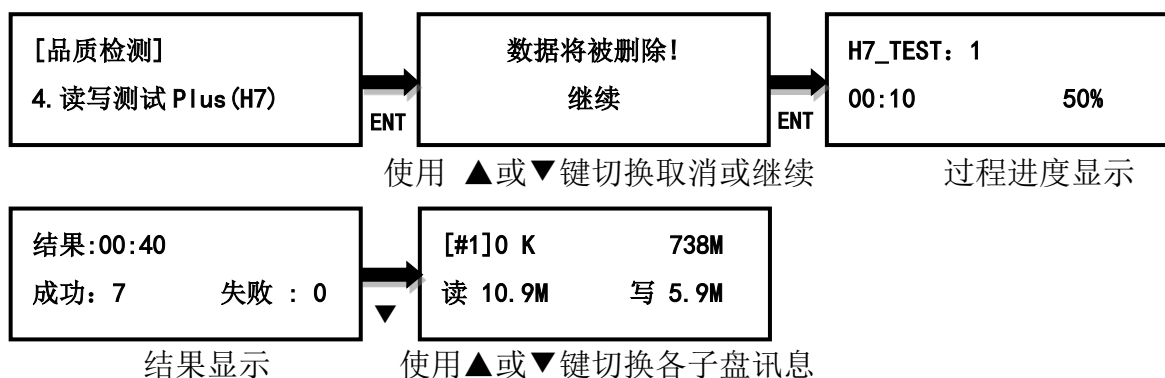 [品质检测]
4.读写测试Plus(H7)
ENT
数据将被删除!
继续
ENT
H7_TEST：1
00:10 50%
使用 ▲或▼键切换取消或继续
过程进度显示
结果:00:40
成功：7 失败 : 0
▼
[#1]0 K 738M
读 10.9M 写 5.9M
结果显示
使用▲或▼键切换各子盘讯息